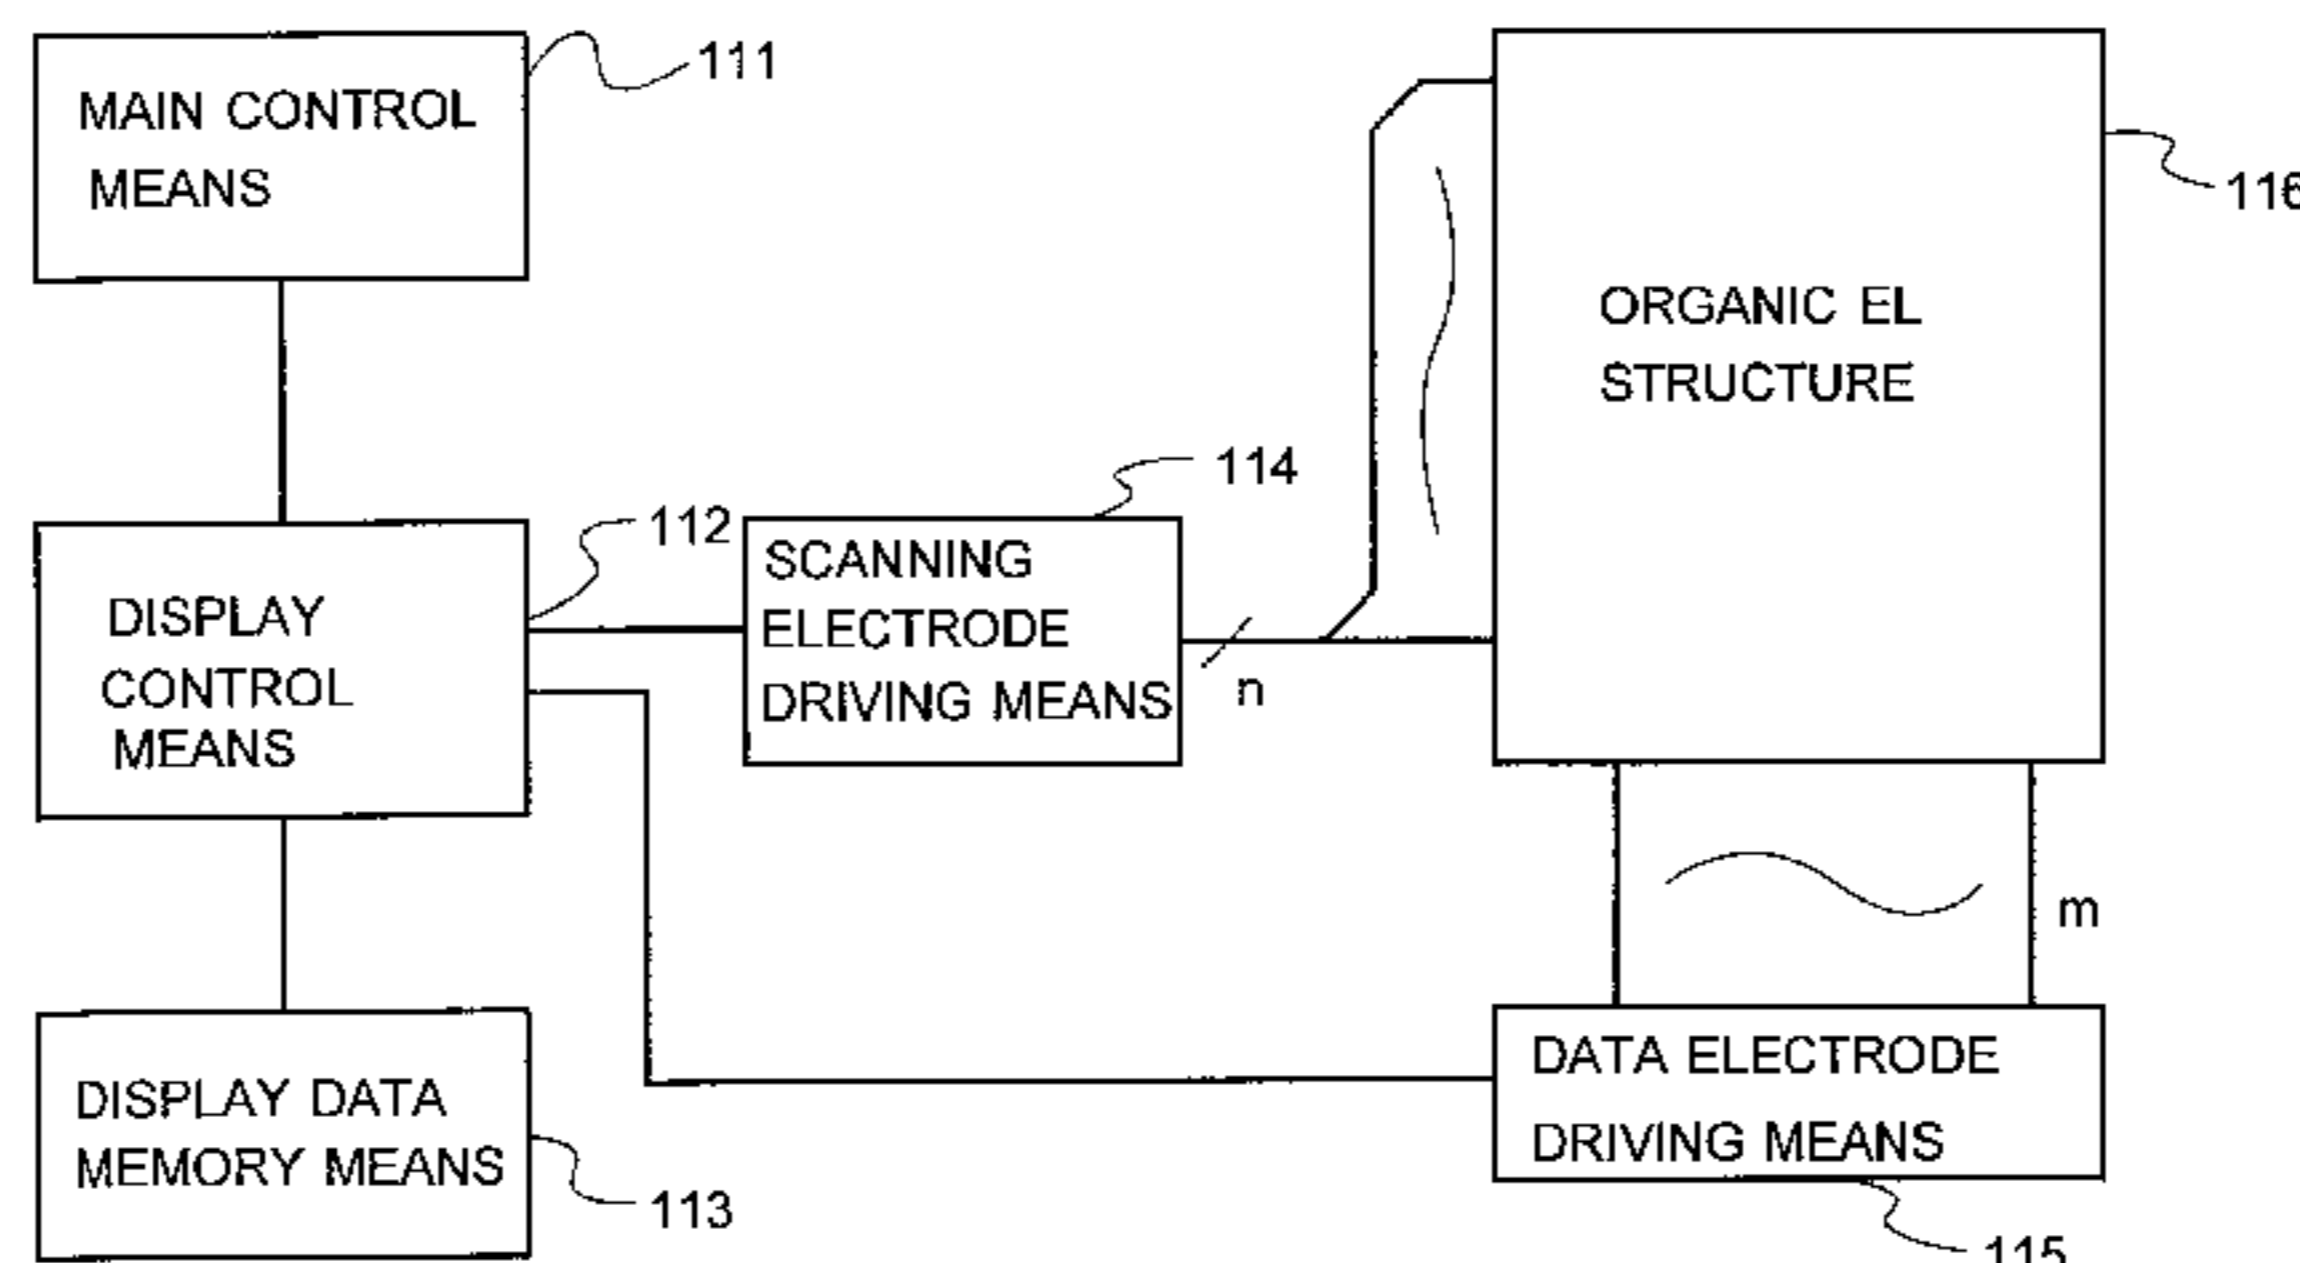 MAIN CONTROL
MEANS
111
ORGANIC EL
STRUCTURE
116
DISPLAY
CONTROL
MEANS
112
SCANNING
ELECTRODE
DRIVING MEANS
114
n
m
DISPLAY DATA
MEMORY MEANS
113
DATA ELECTRODE
DRIVING MEANS
115